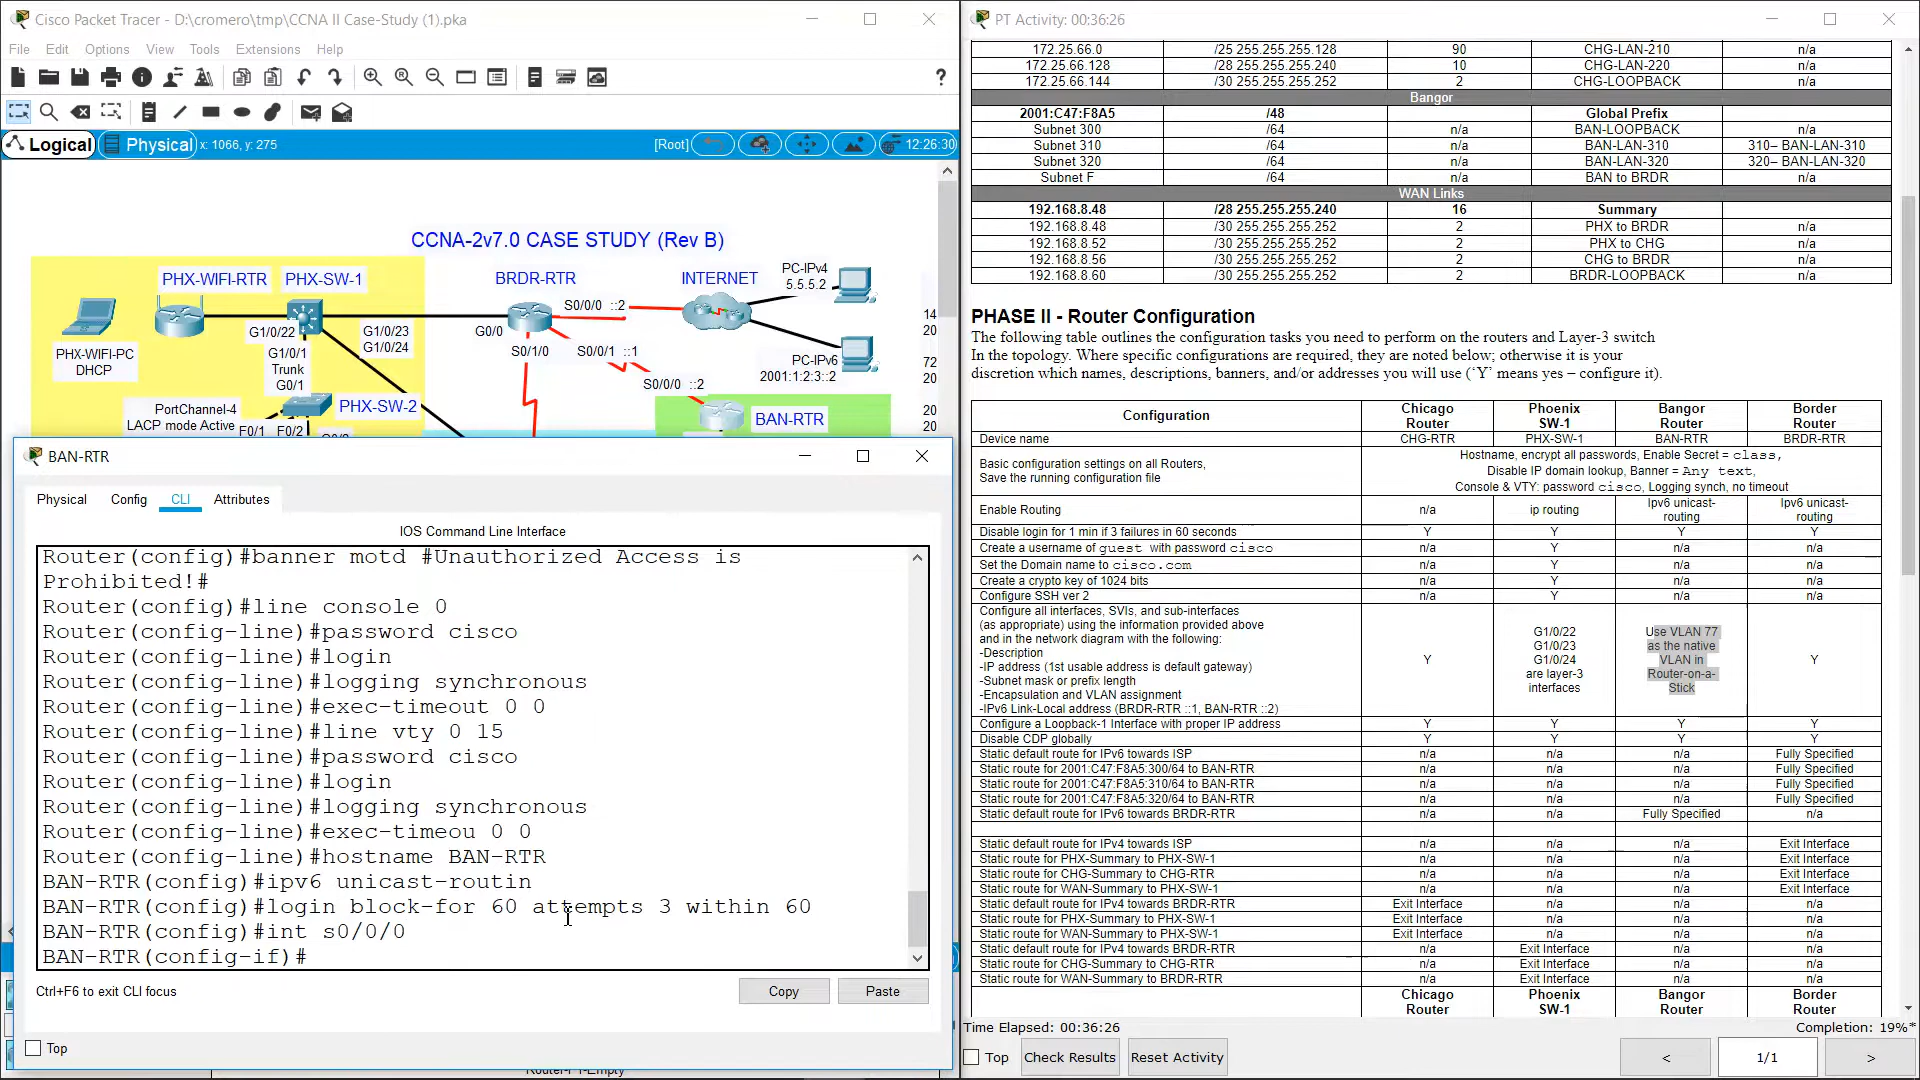 Cisco Packet Tracer - D:\cromero\tmp\CCNA II Case-Study (1).pka
File Edit Options View Tools Extensions Help
?
Logical Physical x: 1066, y: 275 [Root] 12:26:30
CCNA-2v7.0 CASE STUDY (Rev B)
PHX-WIFI-RTR PHX-SW-1 BRDR-RTR INTERNET PC-IPv4
5.5.5.2
S0/0/0 ::2
G1/0/22 G1/0/23
G1/0/24
G0/0
14
20
PHX-WIFI-PC
DHCP
G1/0/1
Trunk
G0/1
S0/1/0 S0/0/1 ::1
PC-IPv6
2001:1:2:3::2
72
20
S0/0/0 ::2
PortChannel-4
LACP mode Active
PHX-SW-2
F0/1 F0/2
BAN-RTR
20
20
BAN-RTR
Physical Config CLI Attributes
IOS Command Line Interface
Router(config)#banner motd #Unauthorized Access is
Prohibited!#
Router(config)#line console 0
Router(config-line)#password cisco
Router(config-line)#login
Router(config-line)#logging synchronous
Router(config-line)#exec-timeout 0 0
Router(config-line)#line vty 0 15
Router(config-line)#password cisco
Router(config-line)#login
Router(config-line)#logging synchronous
Router(config-line)#exec-timeou 0 0
Router(config-line)#hostname BAN-RTR
BAN-RTR(config)#ipv6 unicast-routin
BAN-RTR(config)#login block-for 60 attempts 3 within 60
BAN-RTR(config)#int s0/0/0
BAN-RTR(config-if)#
Ctrl+F6 to exit CLI focus Copy Paste
Top
Router-PT-Empty
PT Activity: 00:36:26
172.25.66.0 /25 255.255.255.128 90 CHG-LAN-210 n/a
172.25.66.128 /28 255.255.255.240 10 CHG-LAN-220 n/a
172.25.66.144 /30 255.255.255.252 2 CHG-LOOPBACK n/a
Bangor
2001:C47:F8A5 /48 Global Prefix
Subnet 300 /64 n/a BAN-LOOPBACK n/a
Subnet 310 /64 n/a BAN-LAN-310 310– BAN-LAN-310
Subnet 320 /64 n/a BAN-LAN-320 320– BAN-LAN-320
Subnet F /64 n/a BAN to BRDR n/a
WAN Links
192.168.8.48 /28 255.255.255.240 16 Summary
192.168.8.48 /30 255.255.255.252 2 PHX to BRDR n/a
192.168.8.52 /30 255.255.255.252 2 PHX to CHG n/a
192.168.8.56 /30 255.255.255.252 2 CHG to BRDR n/a
192.168.8.60 /30 255.255.255.252 2 BRDR-LOOPBACK n/a
PHASE II - Router Configuration
The following table outlines the configuration tasks you need to perform on the routers and Layer-3 switch
In the topology. Where specific configurations are required, they are noted below; otherwise it is your
discretion which names, descriptions, banners, and/or addresses you will use (‘Y’ means yes – configure it).
Configuration Chicago Router Phoenix SW-1 Bangor Router Border Router
Device name CHG-RTR PHX-SW-1 BAN-RTR BRDR-RTR
Basic configuration settings on all Routers,
Save the running configuration file
Hostname, encrypt all passwords, Enable Secret = class,
Disable IP domain lookup, Banner = Any text,
Console & VTY: password cisco, Logging synch, no timeout
Enable Routing n/a ip routing Ipv6 unicast-routing Ipv6 unicast-routing
Disable login for 1 min if 3 failures in 60 seconds Y Y Y Y
Create a username of guest with password cisco n/a Y n/a n/a
Set the Domain name to cisco.com n/a Y n/a n/a
Create a crypto key of 1024 bits n/a Y n/a n/a
Configure SSH ver 2 n/a Y n/a n/a
Configure all interfaces, SVIs, and sub-interfaces
(as appropriate) using the information provided above
and in the network diagram with the following:
-Description
-IP address (1st usable address is default gateway)
-Subnet mask or prefix length
-Encapsulation and VLAN assignment
-IPv6 Link-Local address (BRDR-RTR ::1, BAN-RTR ::2)
Y
G1/0/22
G1/0/23
G1/0/24
are layer-3
interfaces
Use VLAN 77
as the native
VLAN in
Router-on-a-
Stick
Y
Configure a Loopback-1 Interface with proper IP address Y Y Y Y
Disable CDP globally Y Y Y Y
Static default route for IPv6 towards ISP n/a n/a n/a Fully Specified
Static route for 2001:C47:F8A5:300/64 to BAN-RTR n/a n/a n/a Fully Specified
Static route for 2001:C47:F8A5:310/64 to BAN-RTR n/a n/a n/a Fully Specified
Static route for 2001:C47:F8A5:320/64 to BAN-RTR n/a n/a n/a Fully Specified
Static route for IPv6 towards BRDR-RTR n/a n/a Fully Specified n/a
Static default route for IPv4 towards ISP n/a n/a n/a Exit Interface
Static route for PHX-Summary to PHX-SW-1 n/a n/a n/a Exit Interface
Static route for CHG-Summary to CHG-RTR n/a n/a n/a Exit Interface
Static route for WAN-Summary to PHX-SW-1 n/a n/a n/a Exit Interface
Static default route for IPv4 towards BRDR-RTR Exit Interface n/a n/a n/a
Static route for PHX-Summary to PHX-SW-1 Exit Interface n/a n/a n/a
Static route for WAN-Summary to PHX-SW-1 Exit Interface n/a n/a n/a
Static default route for IPv4 towards BRDR-RTR n/a Exit Interface n/a n/a
Static route for CHG-Summary to CHG-RTR n/a Exit Interface n/a n/a
Static route for WAN-Summary to BRDR-RTR n/a Exit Interface n/a n/a
Chicago Router Phoenix SW-1 Bangor Router Border Router
Time Elapsed: 00:36:26 Completion: 19%*
Top Check Results Reset Activity < 1/1 >